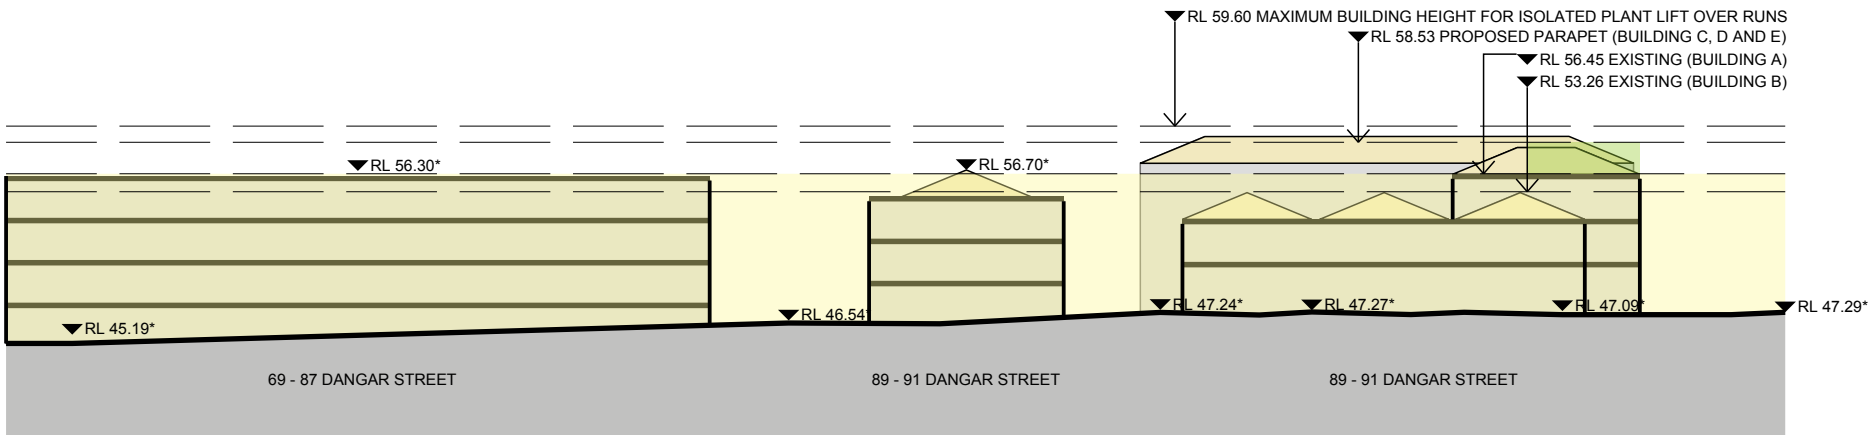 RL 59.60 MAXIMUM BUILDING HEIGHT FOR ISOLATED PLANT LIFT OVER RUNS
RL 58.53 PROPOSED PARAPET (BUILDING C, D AND E)
RL 56.45 EXISTING (BUILDING A)
RL 53.26 EXISTING (BUILDING B)
RL 56.30*
RL 56.70*
RL 45.19*
RL 46.54*
RL 47.24*
RL 47.27*
RL 47.09*
RL 47.29*
69 - 87 DANGAR STREET
89 - 91 DANGAR STREET
89 - 91 DANGAR STREET